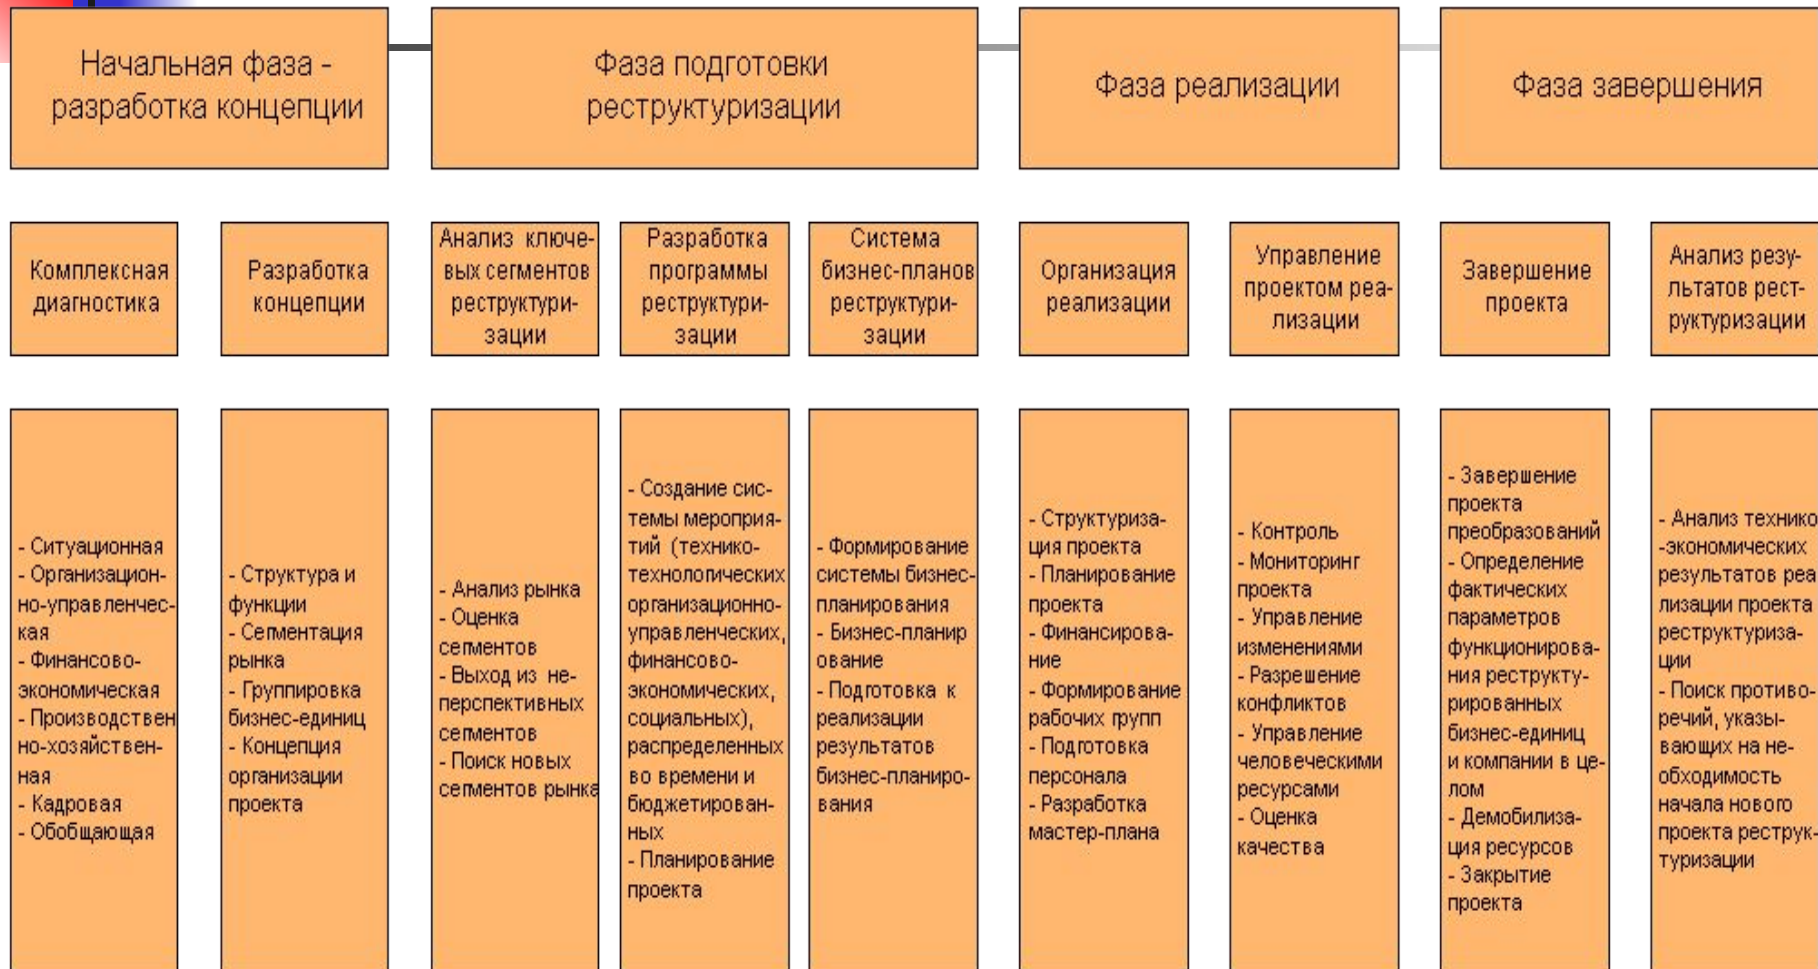 Начальная фаза -
разработка концепции
Фаза подготовки
реструктуризации
Фаза реализации
Фаза завершения
Комплексная
диагностика
Разработка
концепции
Анализ ключе-
вых сегментов
реструктури-
зации
Разработка
программы
реструктури-
зации
Система
бизнес-планов
реструктури-
зации
Организация
реализации
Управление
проектом реа-
лизации
Завершение
проекта
Анализ резу-
льтатов рест-
руктуризации
- Ситуационная
- Организацион-
но-управленчес-
кая
- Финансово-
экономическая
- Производствен
но-хозяйствен-
ная
- Кадровая
- Обобщающая
- Структура и
функции
- Сегментация
рынка
- Группировка
бизнес-единиц
- Концепция
организации
проекта
- Анализ рынка
- Оценка
сегментов
- Выход из не-
перспективных
сегментов
- Поиск новых
сегментов рынка
- Создание сис-
темы мероприя-
тий (технико-
технологических
организационно-
управленческих,
финансово-
экономических,
социальных),
распределенных
во времени и
бюджетирован-
ных
- Планирование
проекта
- Формирование
системы бизнес-
планирования
- Бизнес-планир
ование
- Подготовка к
реализации
результатов
бизнес-планиро-
вания
- Структуриза-
ция проекта
- Планирование
проекта
- Финансирова-
ние
- Формирование
рабочих групп
- Подготовка
персонала
- Разработка
мастер-плана
- Контроль
- Мониторинг
проекта
- Управление
изменениями
- Разрешение
конфликтов
- Управление
человеческими
ресурсами
- Оценка
качества
- Завершение
проекта
преобразований
- Определение
фактических
параметров
функционирова-
ния реструкту-
рированных
бизнес-единиц
и компании в це-
лом
- Демобилиза-
ция ресурсов
- Закрытие
проекта
- Анализ технико
-экономических
результатов реа
лизации проекта
реструктуриза-
ции
- Поиск противо-
речий, указы-
вающих на не-
обходимость
начала нового
проекта реструк-
туризации